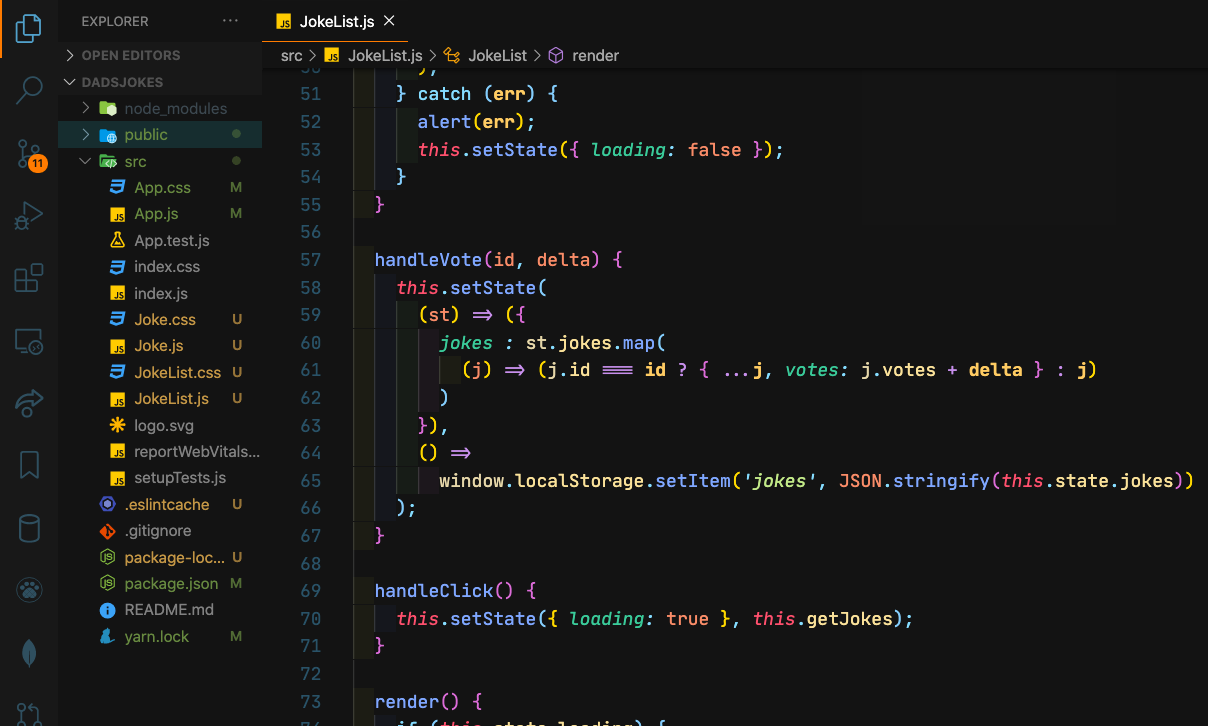 EXPLORER ...
OPEN EDITORS
DADSJOKES
node_modules
public
src
App.css M
App.js M
App.test.js
index.css
index.js
Joke.css U
Joke.js U
JokeList.css U
JokeList.js U
logo.svg
reportWebVitals...
setupTests.js
.eslintcache U
.gitignore
package-loc... U
package.json M
README.md
yarn.lock M
11
JokeList.js ×
src > JokeList.js > JokeList > render
51 } catch (err) {
52 alert(err);
53 this.setState({ loading: false });
54 }
55 }
56
57 handleVote(id, delta) {
58 this.setState(
59 (st) => ({
60 jokes : st.jokes.map(
61 (j) => (j.id === id ? { ...j, votes: j.votes + delta } : j)
62 )
63 }),
64 () =>
65 window.localStorage.setItem('jokes', JSON.stringify(this.state.jokes))
66 );
67 }
68
69 handleClick() {
70 this.setState({ loading: true }, this.getJokes);
71 }
72
73 render() {
74 if (this.state.loading) {